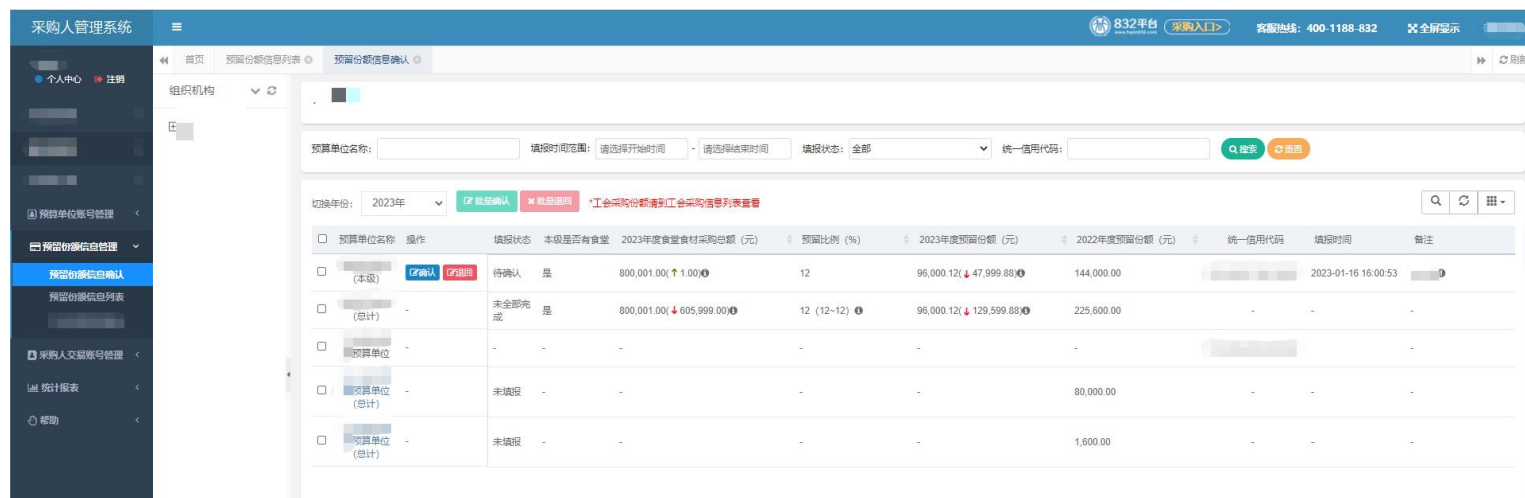 采购人管理系统
832平台
www.fupin832.com
采购入口>
客服热线：400-1188-832
全屏显示
个人中心 注销
首页 预留份额信息列表 预留份额信息确认
刷新
组织机构
预算单位名称：
填报时间范围：请选择开始时间 - 请选择结束时间
填报状态：全部
统一信用代码：
搜索 重置
切换年份：2023年 批量确认 批量退回 *工会采购份额请到工会采购信息列表查看
预算单位账号管理
预留份额信息管理
预留份额信息确认
预留份额信息列表
采购人交易账号管理
统计报表
帮助
预算单位名称 操作 填报状态 本级是否有食堂 2023年度食堂食材采购总额（元） 预留比例（%） 2023年度预留份额（元） 2022年度预留份额（元） 统一信用代码 填报时间 备注
(本级) 确认 退回 待确认 是 800,001.00(↑1.00) 12 96,000.12(↓47,999.88) 144,000.00 2023-01-16 16:00:53
(总计) - 未全部完成 是 800,001.00(↓605,999.00) 12（12~12） 96,000.12(↓129,599.88) 225,600.00 - - -
预算单位 - - - - - - - - -
预算单位
(总计) - 未填报 - - - - 80,000.00 - - -
预算单位
(总计) - 未填报 - - - - 1,600.00 - - -